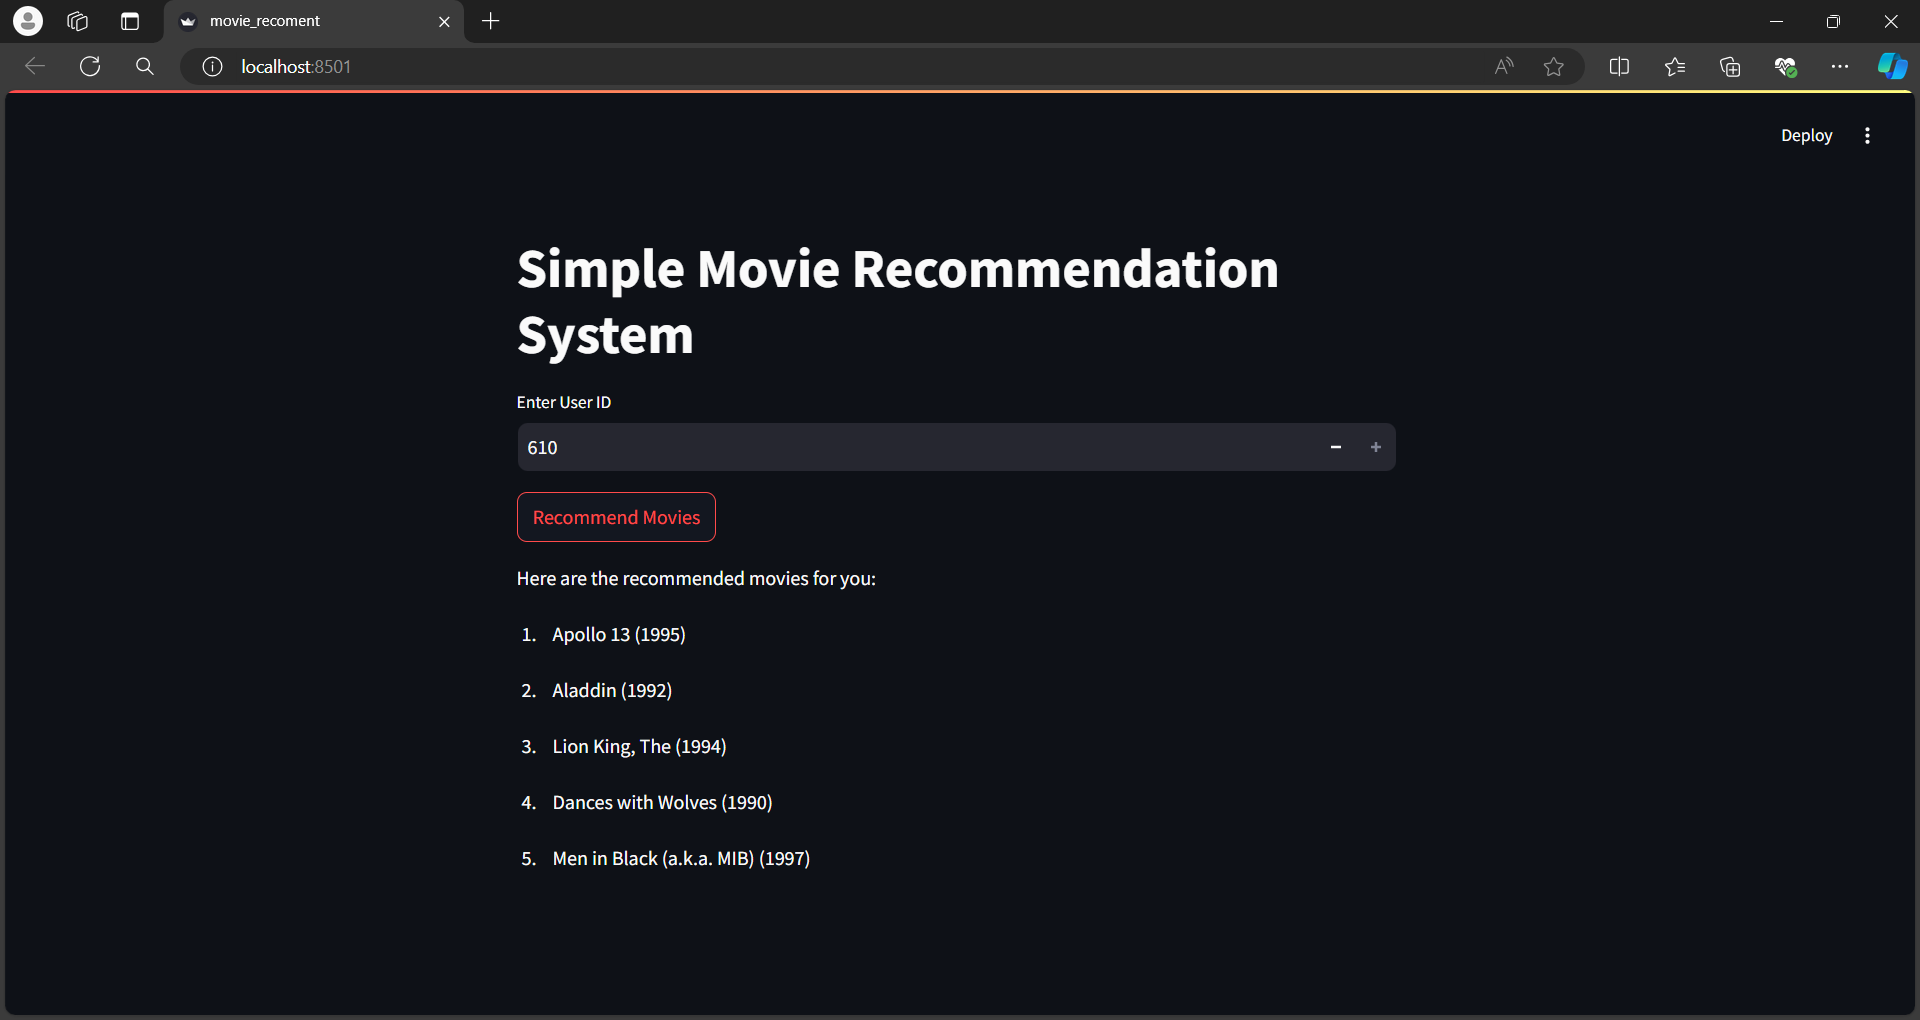 movie_recoment
localhost:8501
Deploy
Simple Movie Recommendation
System
Enter User ID
610
Recommend Movies
Here are the recommended movies for you:
1. Apollo 13 (1995)
2. Aladdin (1992)
3. Lion King, The (1994)
4. Dances with Wolves (1990)
5. Men in Black (a.k.a. MIB) (1997)